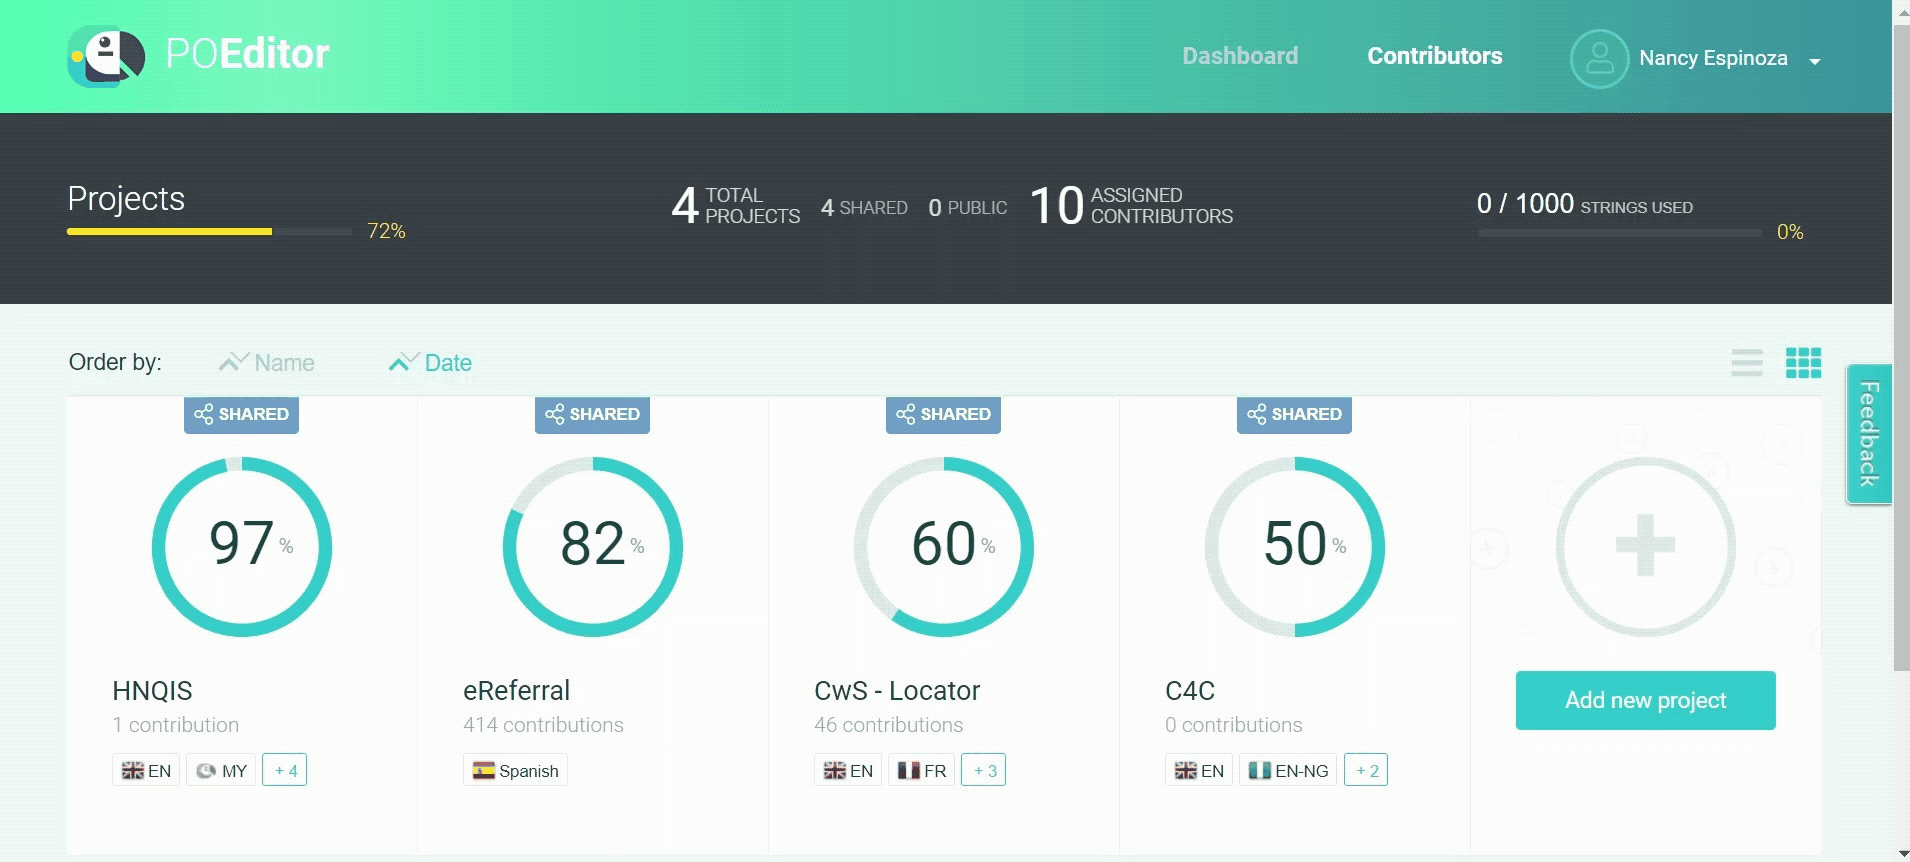 POEditor
Dashboard
Contributors
Nancy Espinoza
Projects
72%
4 TOTAL PROJECTS
4 SHARED
0 PUBLIC
10 ASSIGNED CONTRIBUTORS
0 / 1000 STRINGS USED
0%
Order by:
Name
Date
Feedback
SHARED
97%
HNQIS
1 contribution
EN
MY
+ 4
SHARED
82%
eReferral
414 contributions
Spanish
SHARED
60%
CwS - Locator
46 contributions
EN
FR
+ 3
SHARED
50%
C4C
0 contributions
EN
EN-NG
+ 2
Add new project